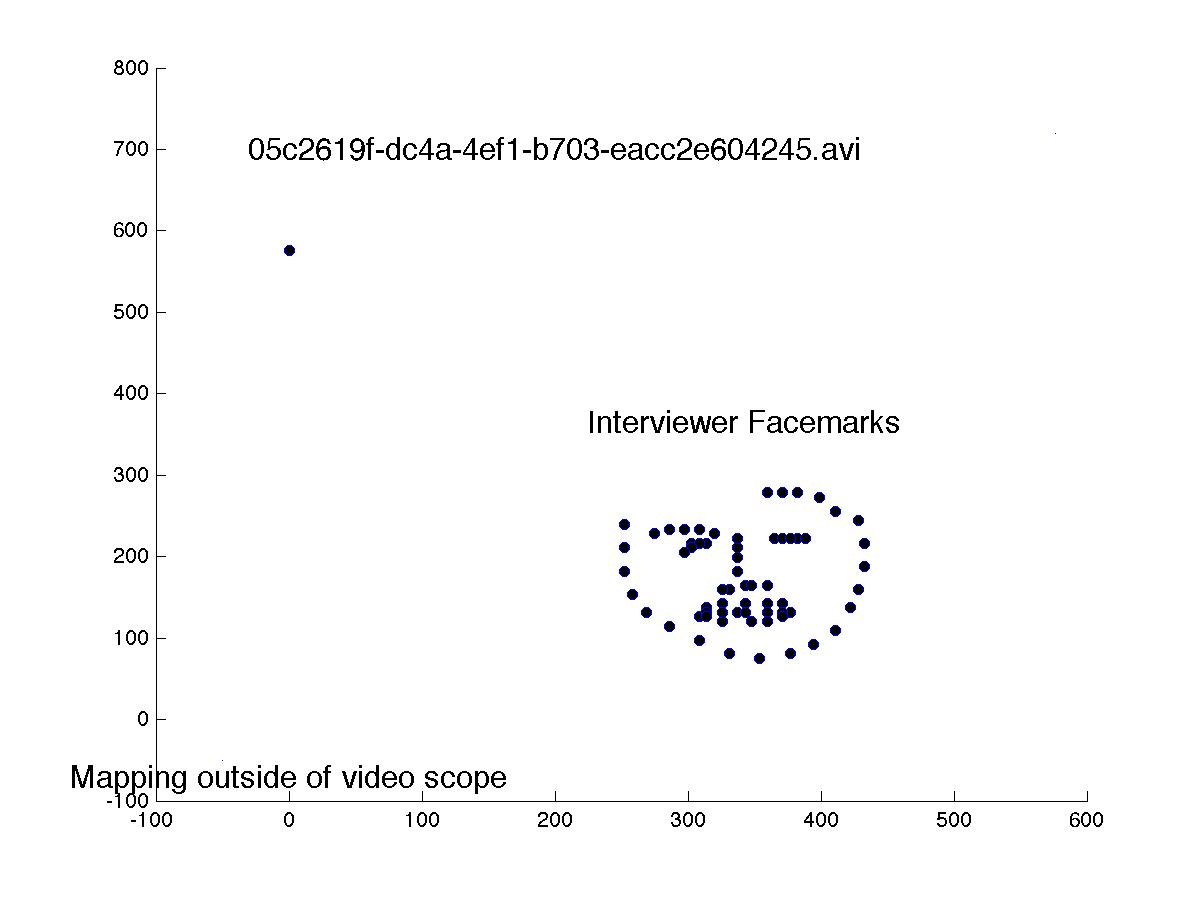 800
700
05c2619f-dc4a-4ef1-b703-eacc2e604245.avi
600
500
400
Interviewer Facemarks
300
200
100
0
Mapping outside of video scope
-100
-100 0 100 200 300 400 500 600